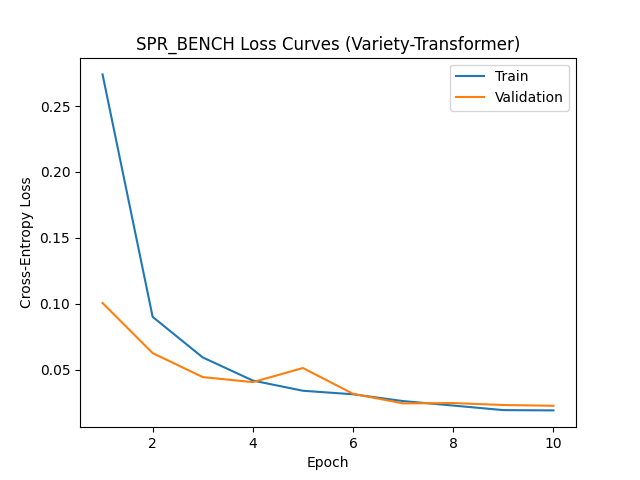 SPR_BENCH Loss Curves (Variety-Transformer)
Train
Validation
Cross-Entropy Loss
0.25
0.20
0.15
0.10
0.05
2
4
6
8
10
Epoch